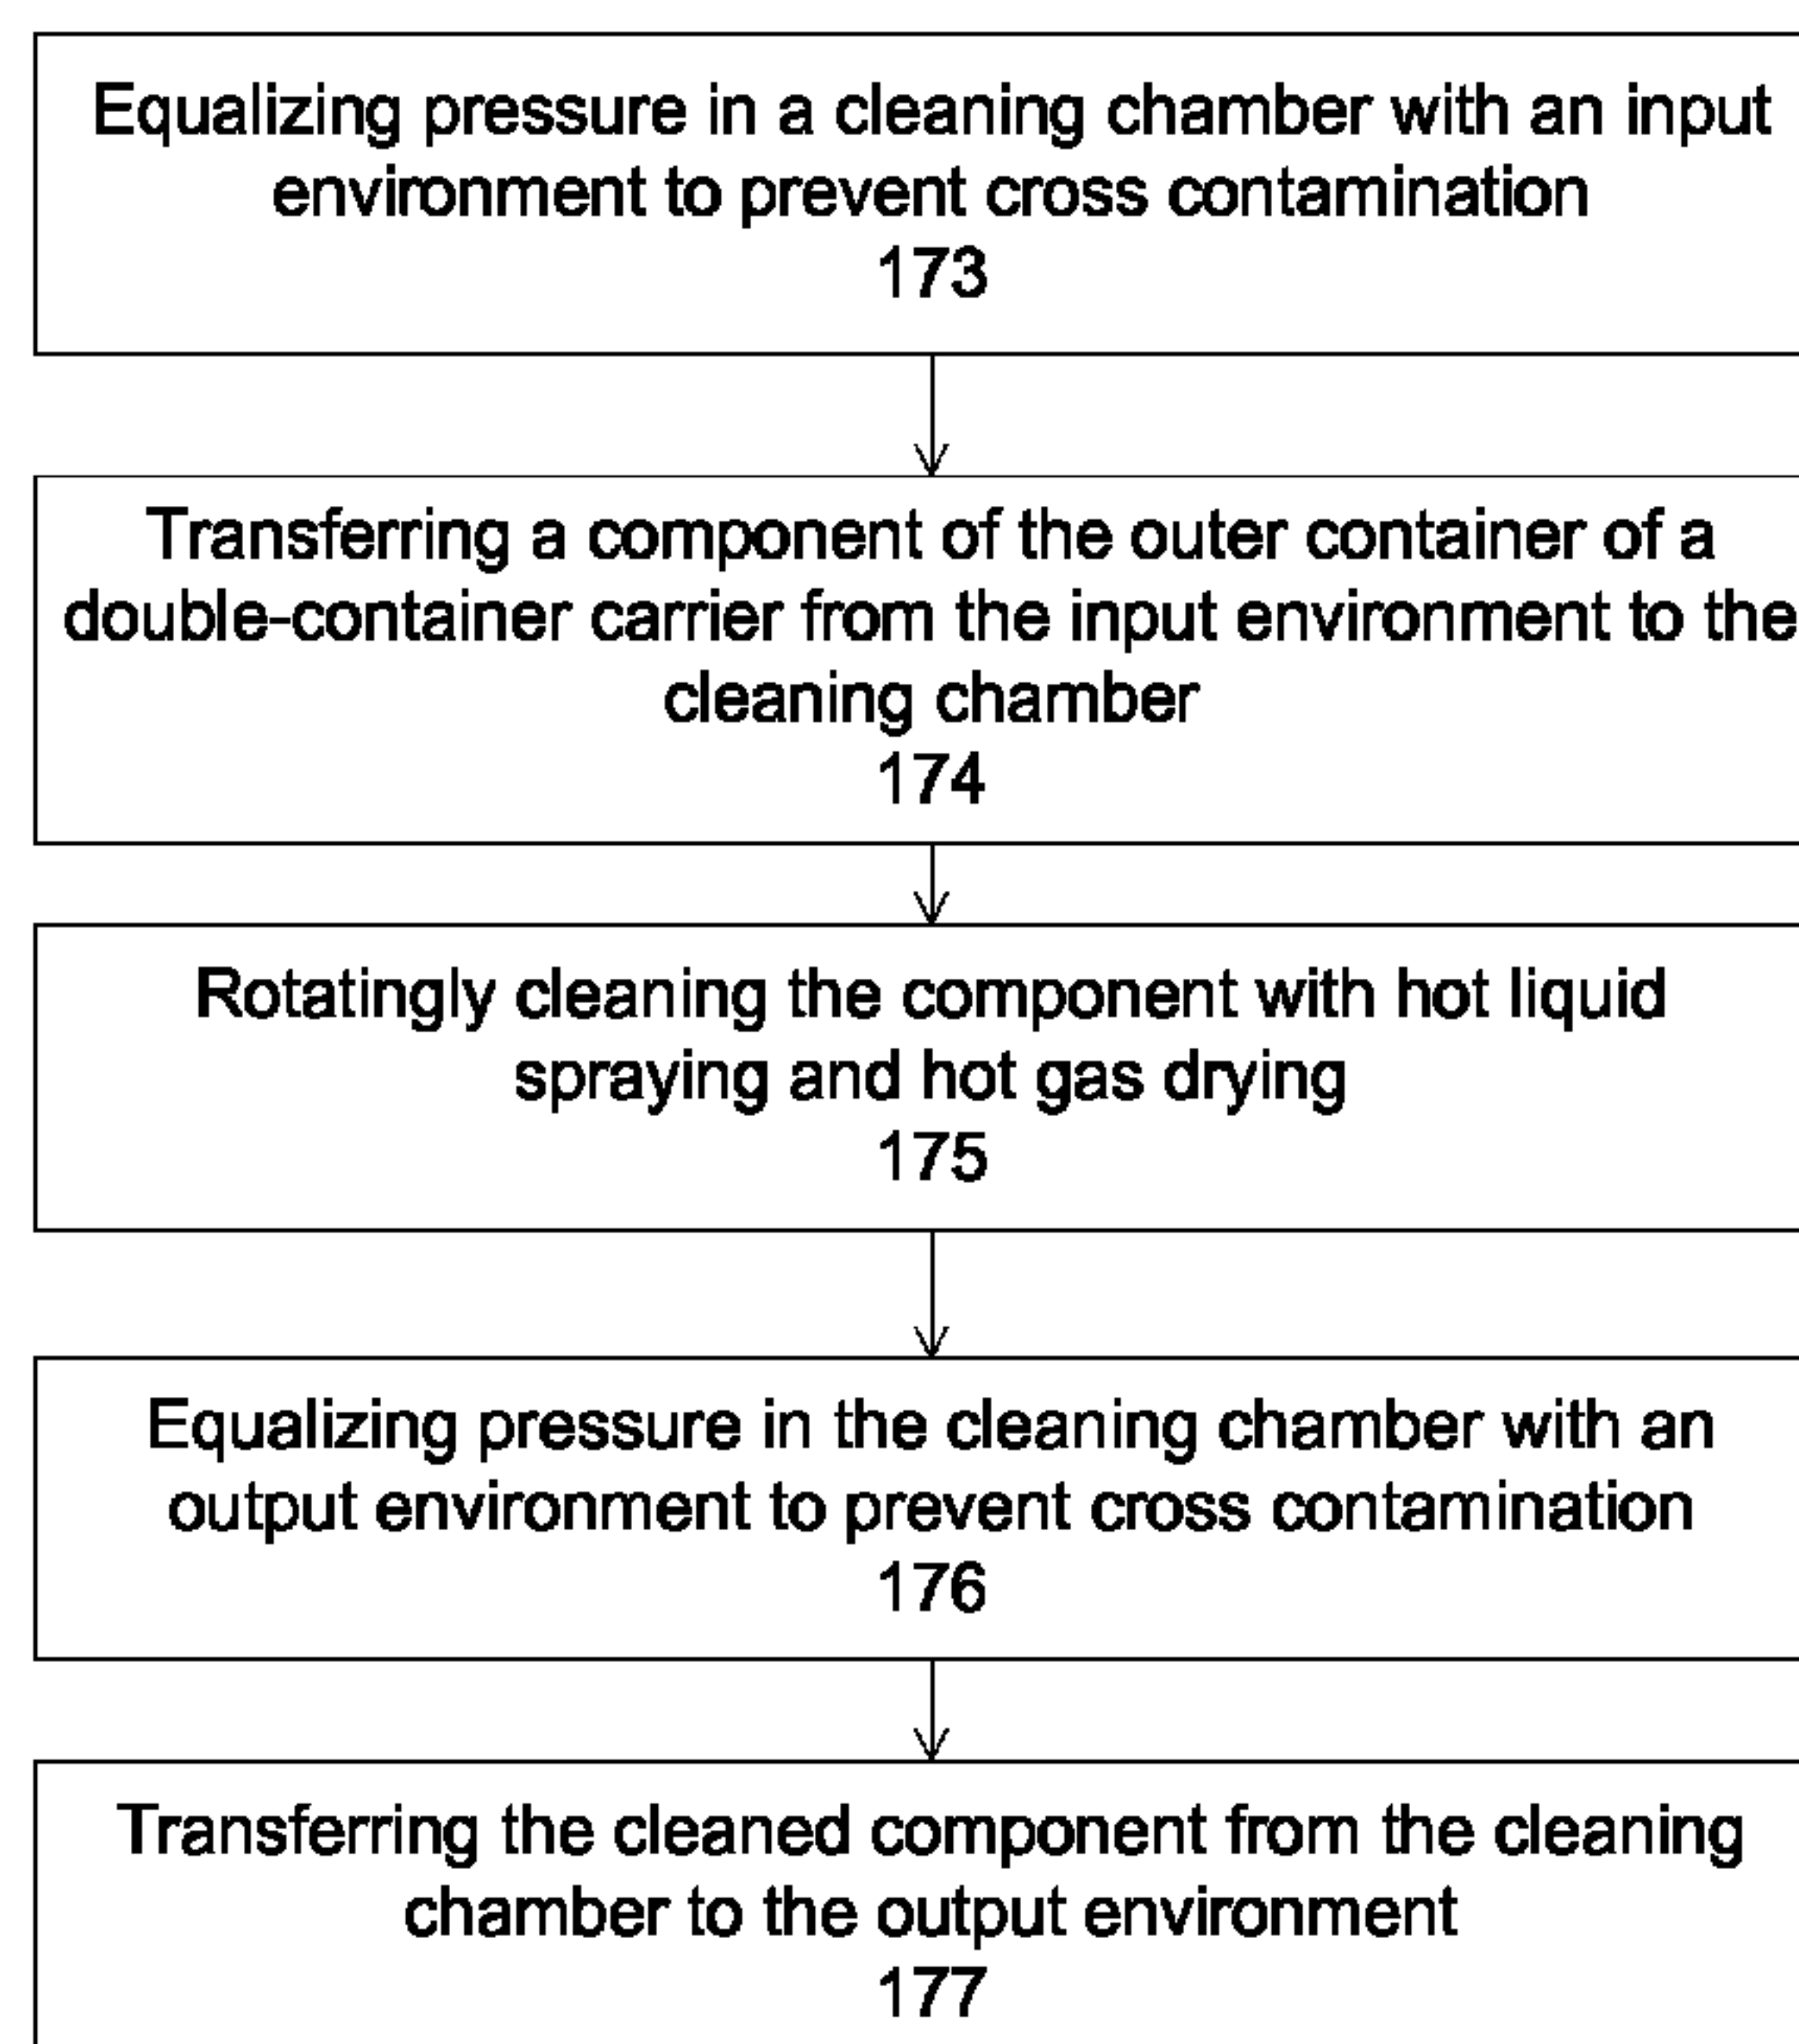 Equalizing pressure in a cleaning chamber with an input
environment to prevent cross contamination
173
Transferring a component of the outer container of a
double-container carrier from the input environment to the
cleaning chamber
174
Rotatingly cleaning the component with hot liquid
spraying and hot gas drying
175
Equalizing pressure in the cleaning chamber with an
output environment to prevent cross contamination
176
Transferring the cleaned component from the cleaning
chamber to the output environment
177